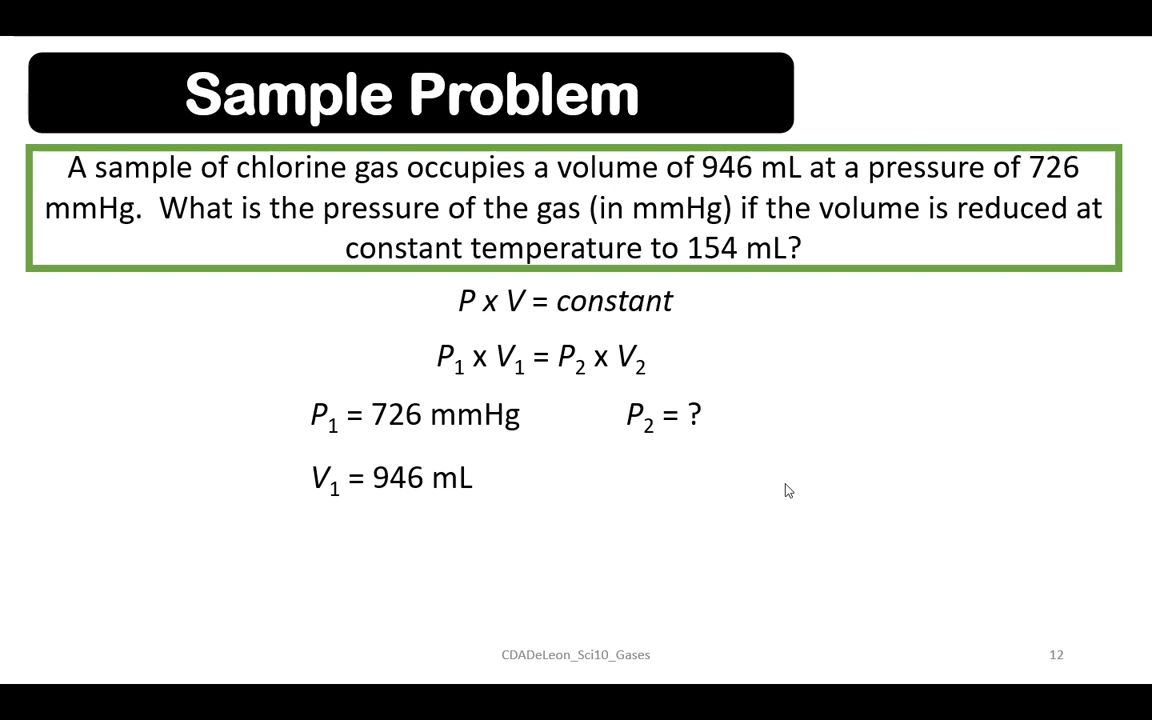 Sample Problem
A sample of chlorine gas occupies a volume of 946 mL at a pressure of 726
mmHg.  What is the pressure of the gas (in mmHg) if the volume is reduced at
constant temperature to 154 mL?
P x V = constant
P₁ x V₁ = P₂ x V₂
P₁ = 726 mmHg P₂ = ?
V₁ = 946 mL
CDADeLeon_Sci10_Gases 12